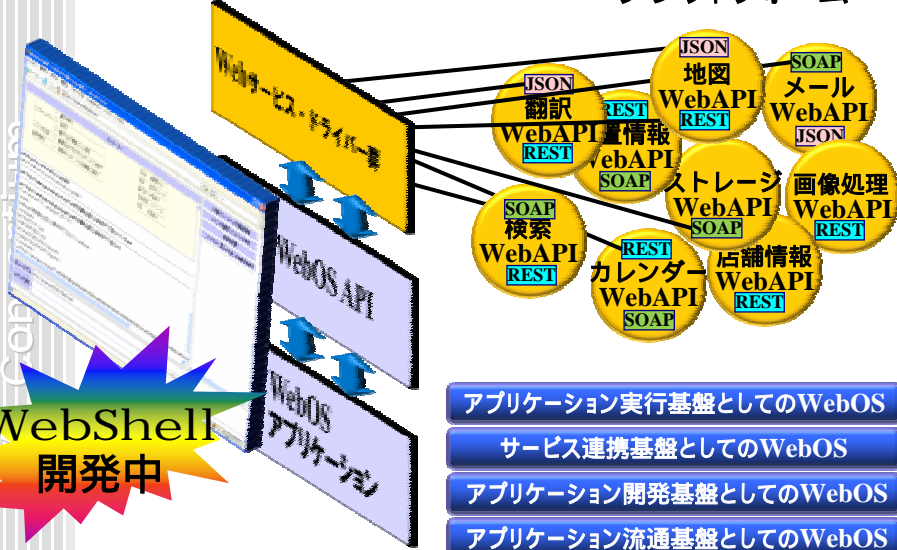 Webサービス・ドライバー群
WebOS API
WebOS
アプリケーション
WebShell
開発中
JSON
翻訳
WebAPI
REST
REST
置情報
WebAPI
SOAP
JSON
地図
WebAPI
REST
SOAP
メール
WebAPI
JSON
ストレージ
WebAPI
SOAP
画像処理
WebAPI
REST
SOAP
検索
WebAPI
REST
REST
カレンダー
WebAPI
SOAP
店舗情報
WebAPI
REST
アプリケーション実行基盤としてのWebOS
サービス連携基盤としてのWebOS
アプリケーション開発基盤としてのWebOS
アプリケーション流通基盤としてのWebOS